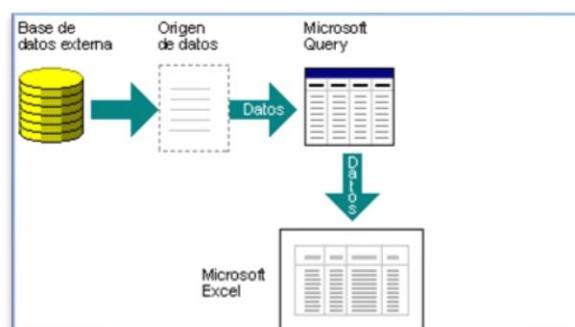 Base de
datos externa
Origen
de datos
Microsoft
Query
Datos
Datos
Microsoft
Excel